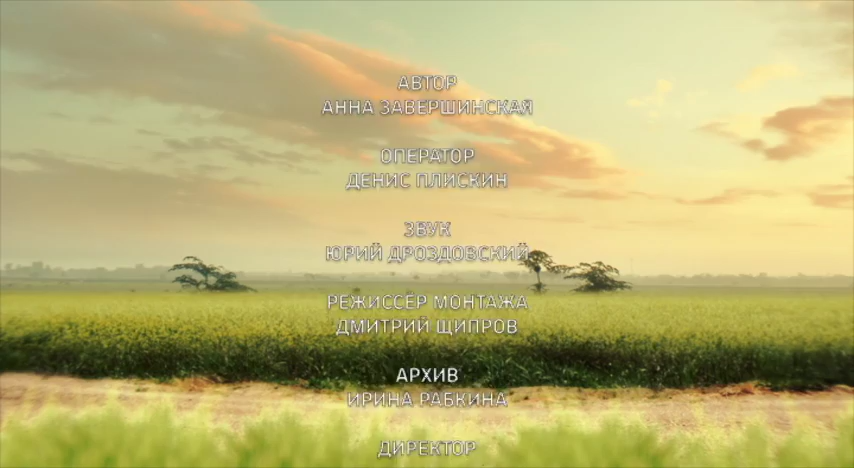 АВТОР
АННА ЗАВЕРШИНСКАЯ
ОПЕРАТОР
ДЕНИС ПЛИСКИН
ЗВУК
ЮРИЙ ДРОЗДОВСКИЙ
РЕЖИССЁР МОНТАЖА
ДМИТРИЙ ЩИПРОВ
АРХИВ
ИРИНА РАБКИНА
ДИРЕКТОР